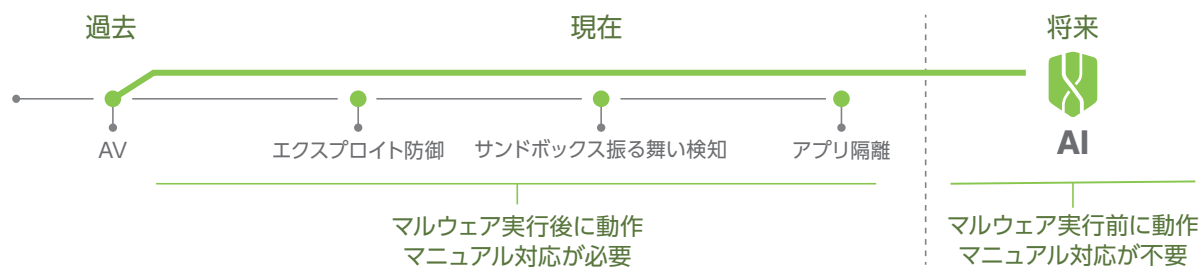 過去
現在
将来
AV
エクスプロイト防御
サンドボックス振る舞い検知
アプリ隔離
AI
マルウェア実行後に動作
マニュアル対応が必要
マルウェア実行前に動作
マニュアル対応が不要